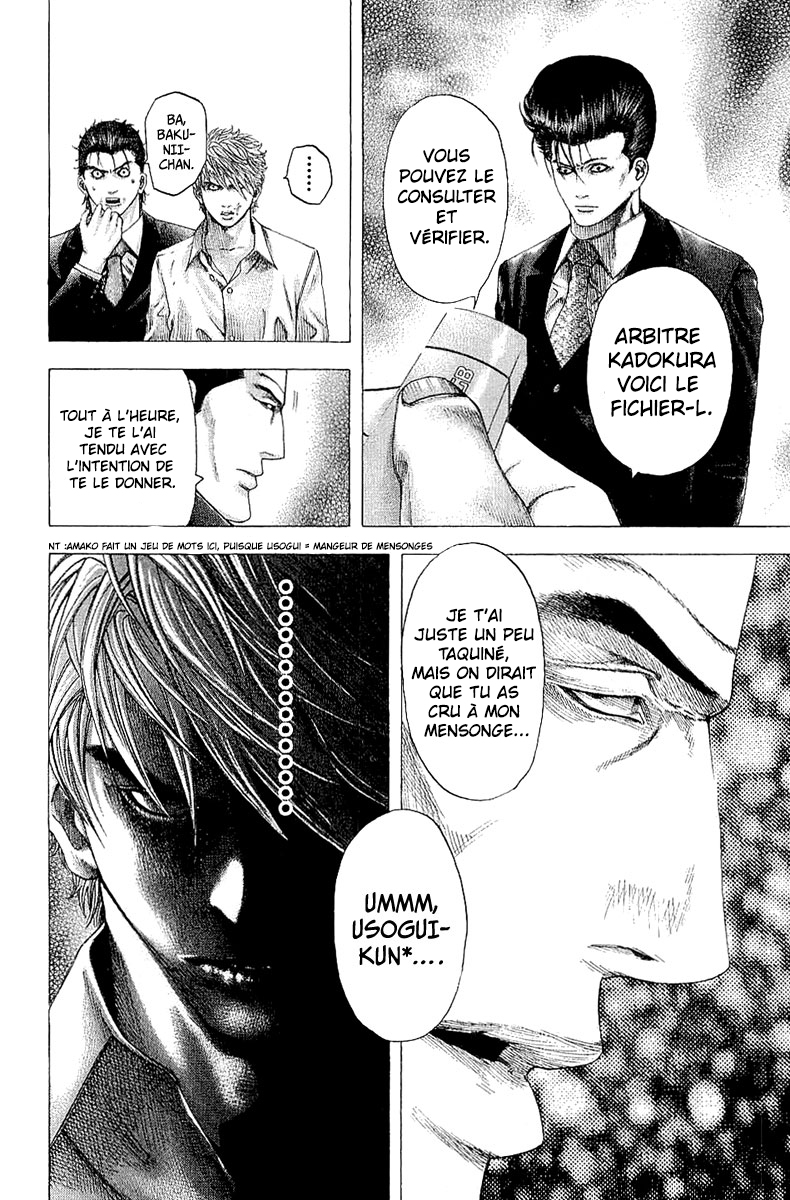 ARBITRE
KADOKURA
VOICI LE
FICHIER-L.
VOUS
POUVEZ LE
CONSULTER
ET
VÉRIFIER.
......
BA,
BAKU-
NII-
CHAN.
TOUT À L'HEURE,
JE TE L'AI
TENDU AVEC
L'INTENTION DE
TE LE DONNER.
NT :AMAKO FAIT UN JEU DE MOTS ICI, PUISQUE USOGUI = MANGEUR DE MENSONGES
JE T'AI
JUSTE UN PEU
TAQUINÉ,
MAIS ON DIRAIT
QUE TU AS
CRU À MON
MENSONGE...
UMMM,
USOGUI-
KUN*....